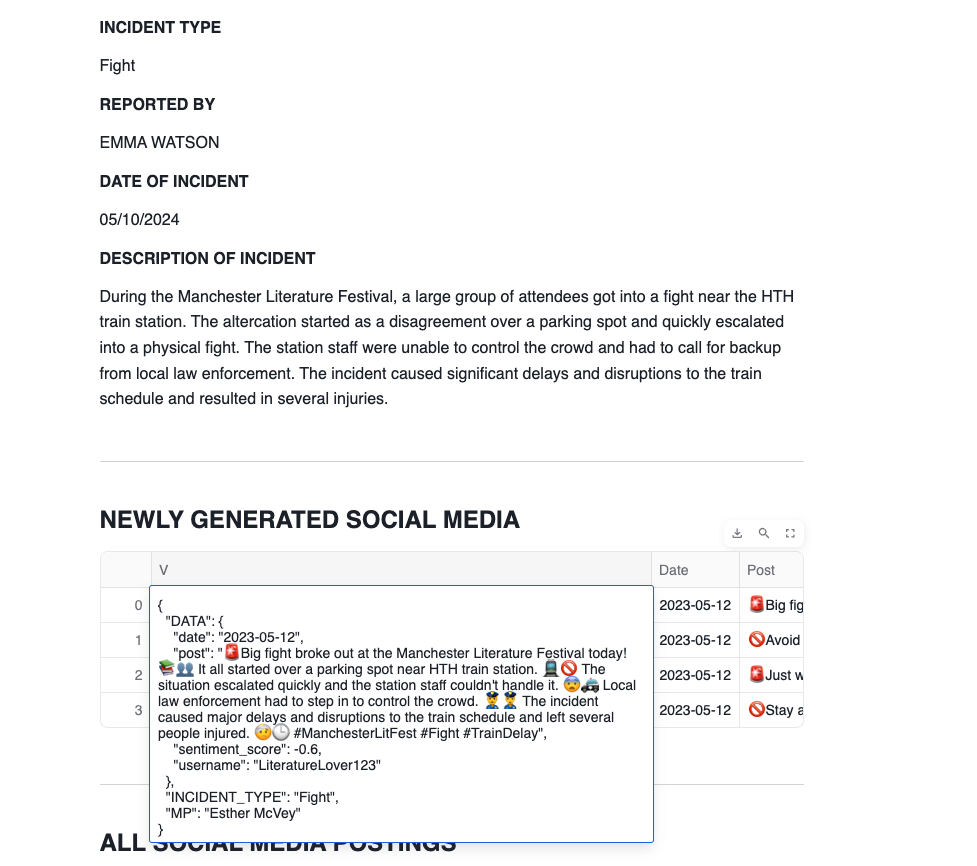 INCIDENT TYPE
Fight
REPORTED BY
EMMA WATSON
DATE OF INCIDENT
05/10/2024
DESCRIPTION OF INCIDENT
During the Manchester Literature Festival, a large group of attendees got into a fight near the HTH
train station. The altercation started as a disagreement over a parking spot and quickly escalated
into a physical fight. The station staff were unable to control the crowd and had to call for backup
from local law enforcement. The incident caused significant delays and disruptions to the train
schedule and resulted in several injuries.
NEWLY GENERATED SOCIAL MEDIA
V Date Post
0 2023-05-12 🚨Big fig
1 2023-05-12 🚫Avoid
2 2023-05-12 🚨Just w
3 2023-05-12 🚫Stay a
{
"DATA": {
"date": "2023-05-12",
"post": "🚨Big fight broke out at the Manchester Literature Festival today!
📚👥 It all started over a parking spot near HTH train station. 🚆🚫 The
situation escalated quickly and the station staff couldn't handle it. 😨🚓 Local
law enforcement had to step in to control the crowd. 👮👮 The incident
caused major delays and disruptions to the train schedule and left several
people injured. 🤕🕒 #ManchesterLitFest #Fight #TrainDelay",
"sentiment_score": -0.6,
"username": "LiteratureLover123"
},
"INCIDENT_TYPE": "Fight",
"MP": "Esther McVey"
}
ALL SOCIAL MEDIA POSTINGS